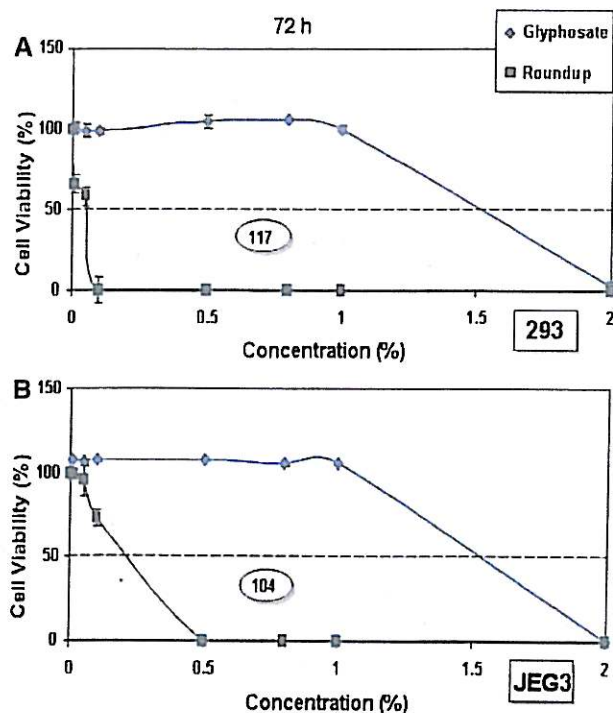 72 h
Glyphosate
Roundup
A
150
100
50
0
Cell Viability (%)
117
0 0.5 1 1.5 2
293
Concentration (%)
B
150
100
50
0
Cell Viability (%)
104
0 0.5 1 1.5 2
JEG3
Concentration (%)